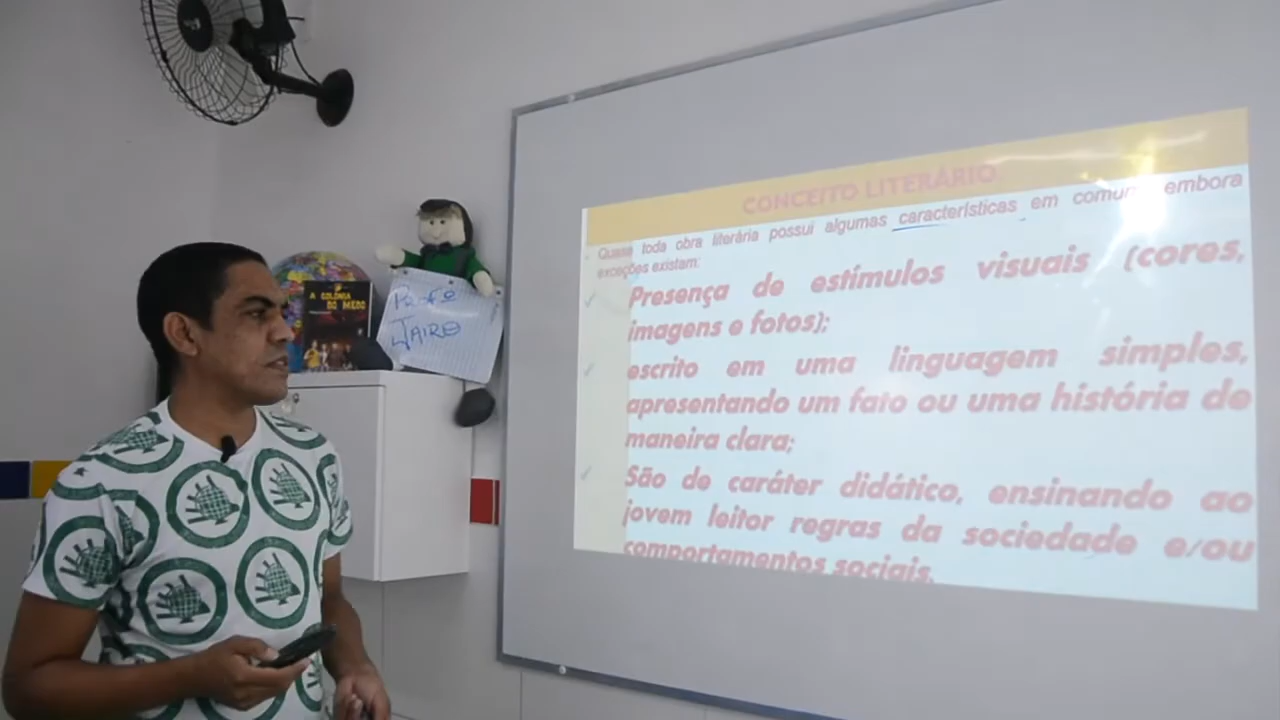 CONCEITO LITERÁRIO
Quase toda obra literária possui algumas características em comum, embora
exceções existam:
Presença de estímulos visuais (cores,
imagens e fotos);
escrito em uma linguagem simples,
apresentando um fato ou uma história de
maneira clara;
São de caráter didático, ensinando ao
jovem leitor regras da sociedade e/ou
comportamentos sociais.
A COLÔNIA
DO MEDO
PROFº
JAIRO